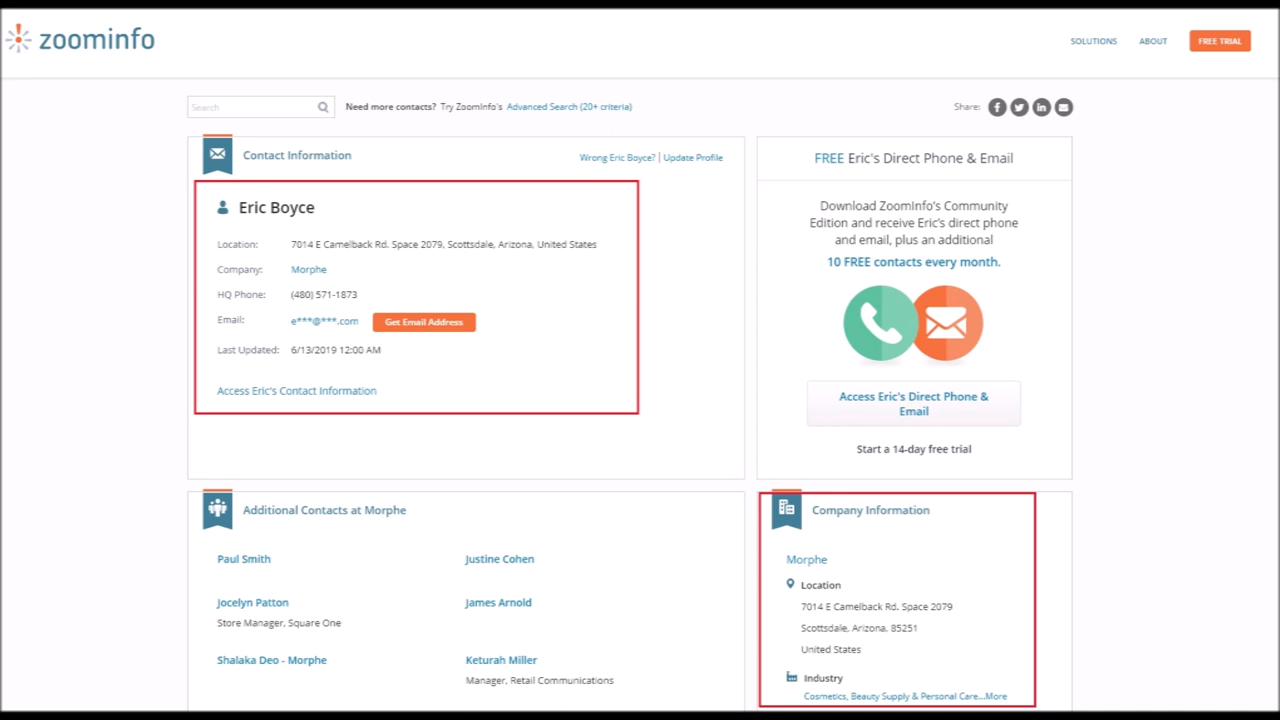 zoominfo
SOLUTIONS ABOUT FREE TRIAL
Search
Need more contacts? Try ZoomInfo's Advanced Search (20+ criteria)
Share:
Contact Information
Wrong Eric Boyce? | Update Profile
Eric Boyce
Location: 7014 E Camelback Rd. Space 2079, Scottsdale, Arizona, United States
Company: Morphe
HQ Phone: (480) 571-1873
Email: e***@***.com Get Email Address
Last Updated: 6/13/2019 12:00 AM
Access Eric's Contact Information
FREE Eric's Direct Phone & Email
Download ZoomInfo's Community
Edition and receive Eric's direct phone
and email, plus an additional
10 FREE contacts every month.
Access Eric's Direct Phone &
Email
Start a 14-day free trial
Additional Contacts at Morphe
Paul Smith Justine Cohen
Jocelyn Patton James Arnold
Store Manager, Square One
Shalaka Deo - Morphe Keturah Miller
Manager, Retail Communications
Company Information
Morphe
Location
7014 E Camelback Rd. Space 2079
Scottsdale, Arizona, 85251
United States
Industry
Cosmetics, Beauty Supply & Personal Care...More